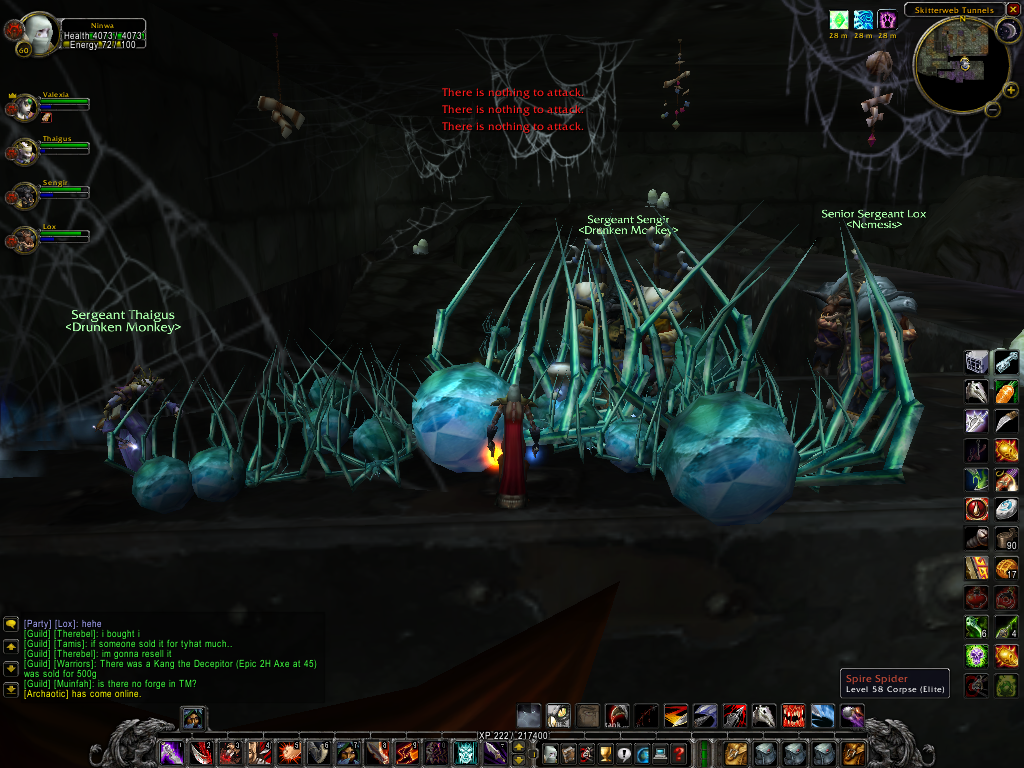 Ninwa
Health 4073 / 4073
Energy 72 / 100
60
Skitterweb Tunnels
N
28 m 28 m 28 m
Valexia
Thaigus
Sengir
Lox
There is nothing to attack.
There is nothing to attack.
There is nothing to attack.
Sergeant Sengir
<Drunken Monkey>
Senior Sergeant Lox
<Nemesis>
Sergeant Thaigus
<Drunken Monkey>
90
17
6
4
[Party] [Lox]: hehe
[Guild] [Therebel]: i bought i
[Guild] [Tamis]: if someone sold it for tyhat much..
[Guild] [Therebel]: im gonna resell it
[Guild] [Warriors]: There was a Kang the Decepitor (Epic 2H Axe at 45)
was sold for 500g
[Guild] [Muinfah]: is there no forge in TM?
[Archaotic] has come online.
Spire Spider
Level 58 Corpse (Elite)
tank
XP 222 / 217400